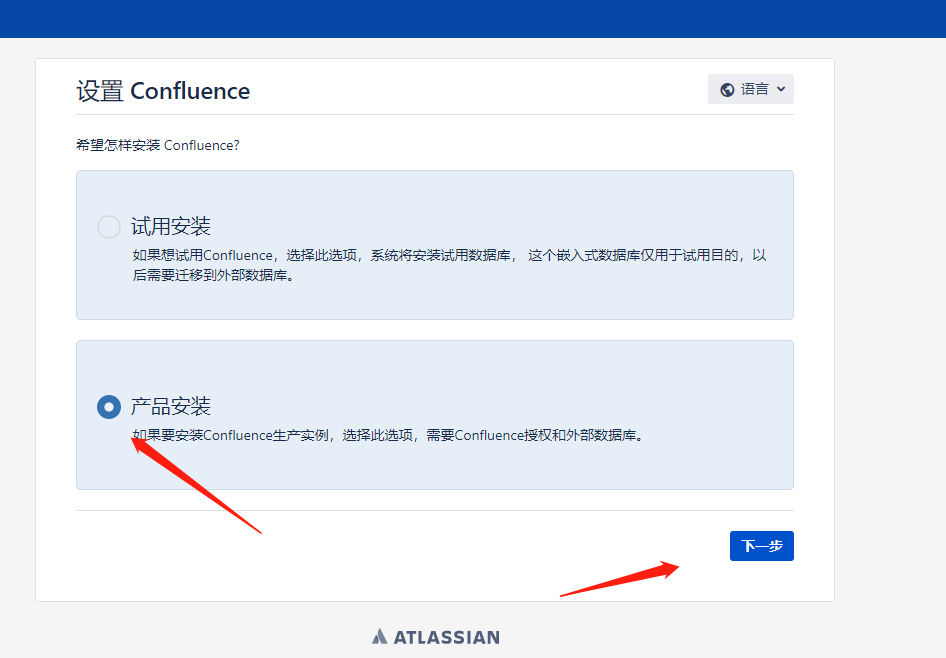 设置 Confluence
语言
希望怎样安装 Confluence?
试用安装
如果想试用Confluence，选择此选项，系统将安装试用数据库， 这个嵌入式数据库仅用于试用目的，以
后需要迁移到外部数据库。
产品安装
如果要安装Confluence生产实例，选择此选项，需要Confluence授权和外部数据库。
下一步
ATLASSIAN